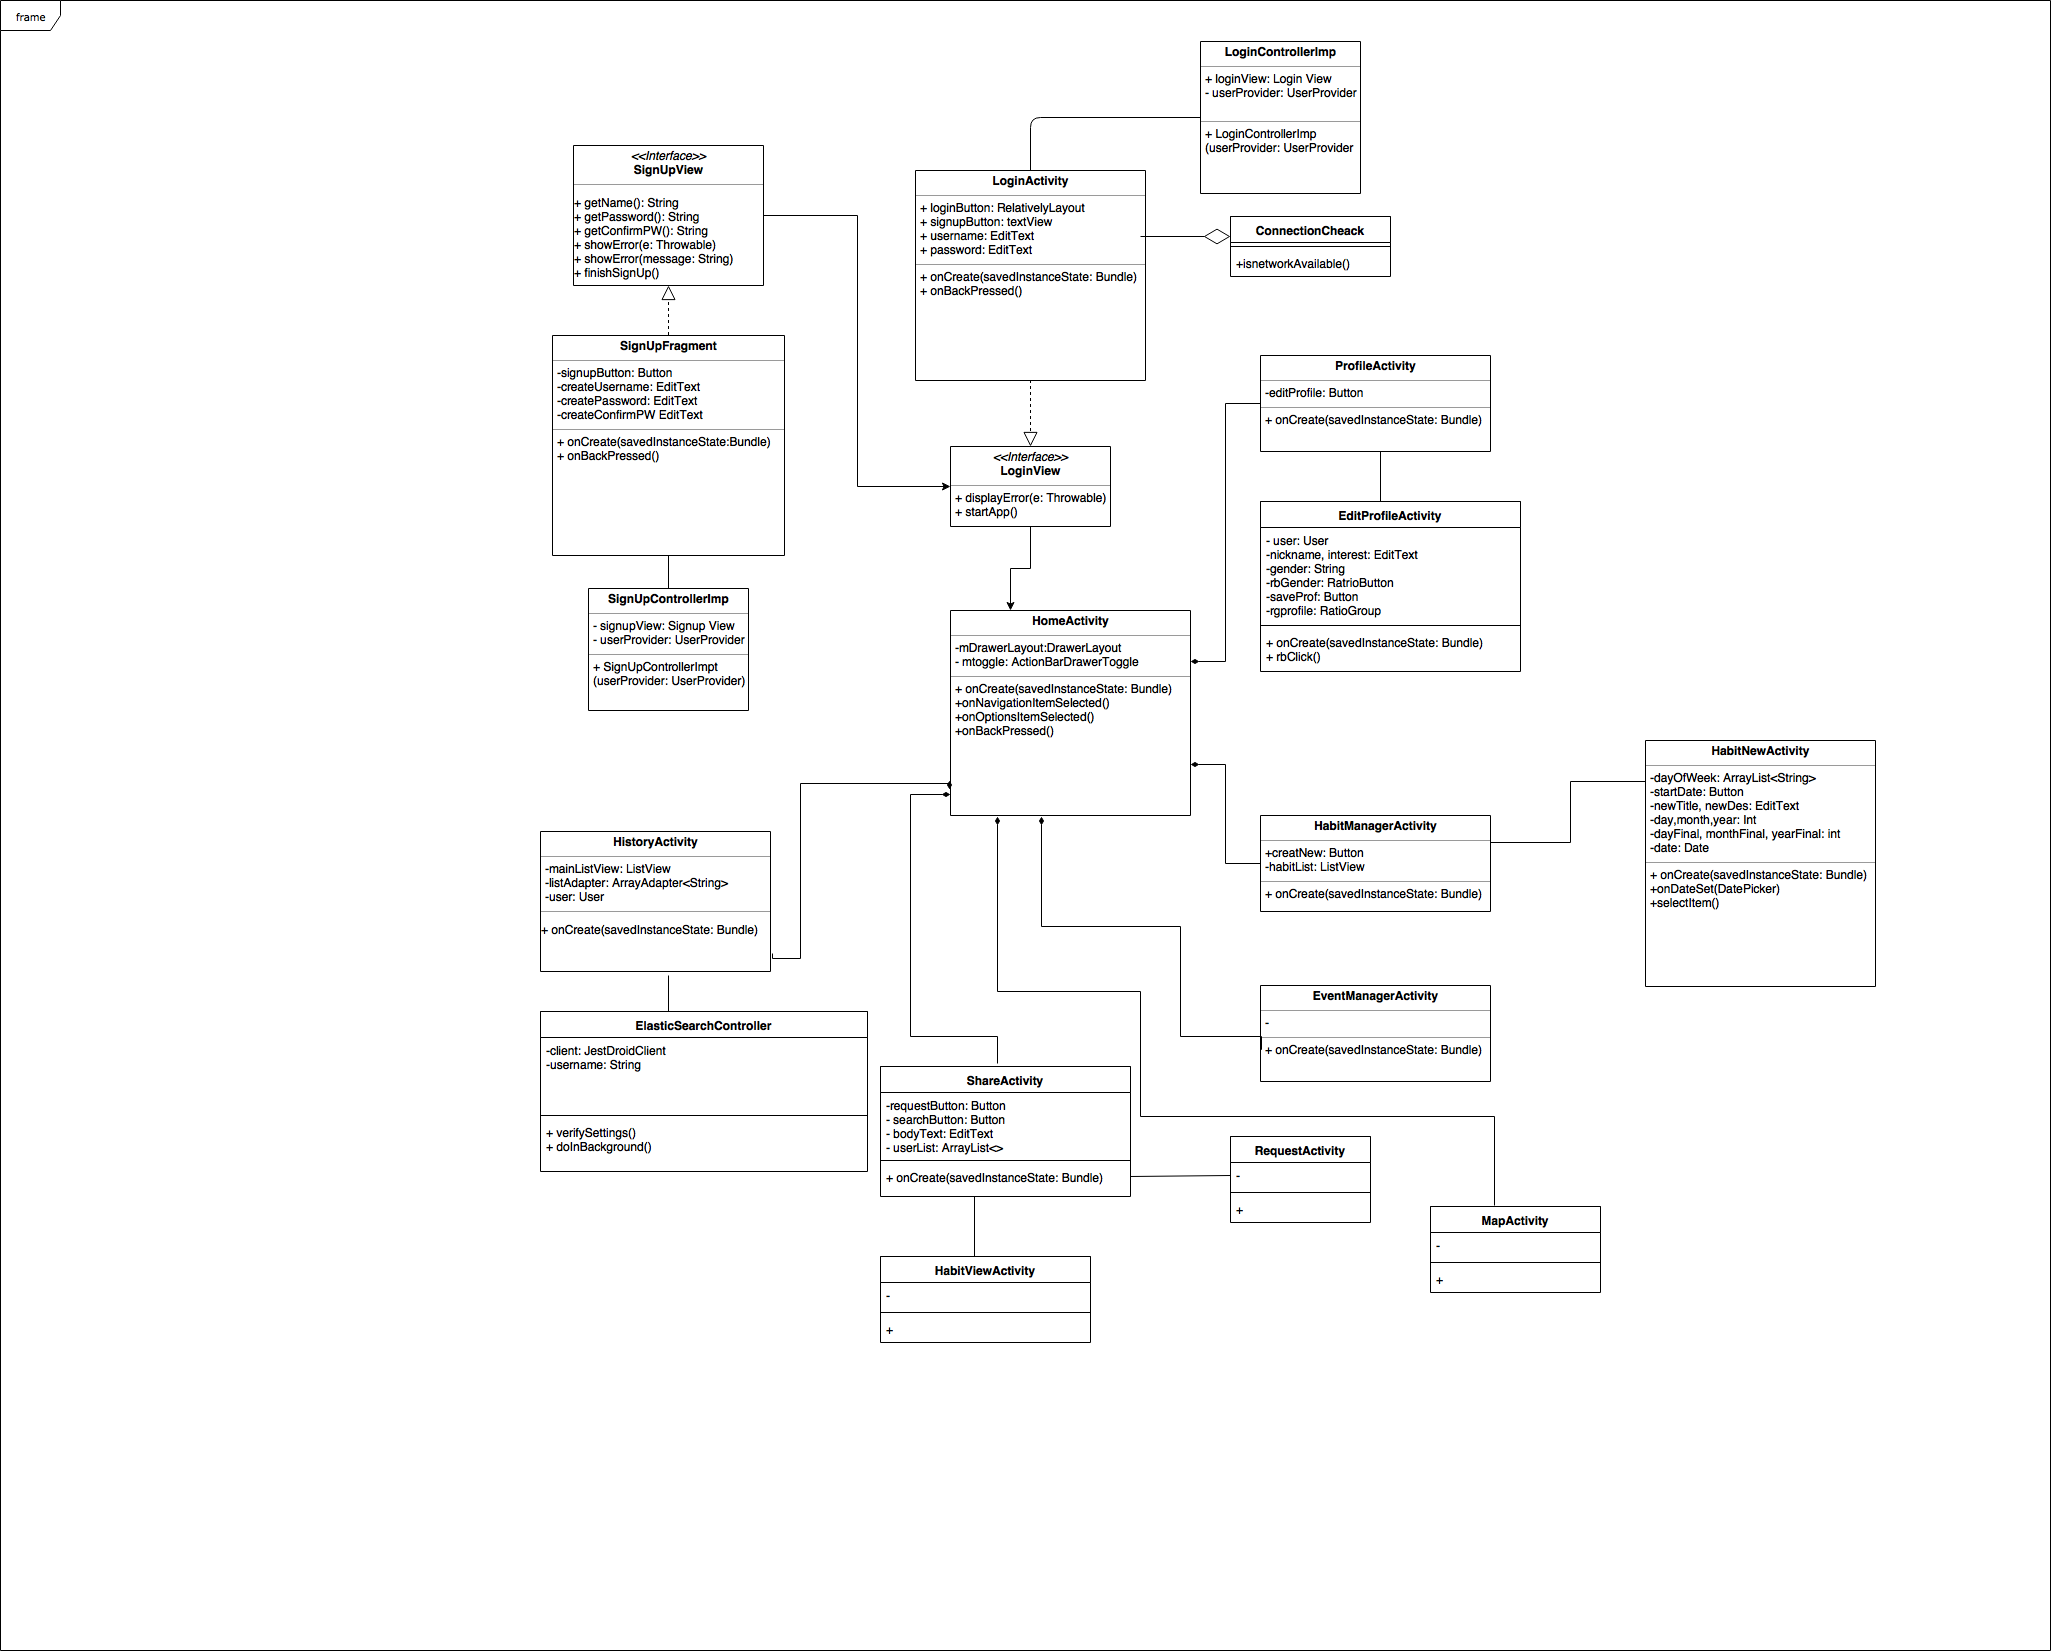 frame
LoginControllerImp
+ loginView: Login View
- userProvider: UserProvider
+ LoginControllerImp
(userProvider: UserProvider
<<Interface>>
SignUpView
+ getName(): String
+ getPassword(): String
+ getConfirmPW(): String
+ showError(e: Throwable)
+ showError(message: String)
+ finishSignUp()
LoginActivity
+ loginButton: RelativelyLayout
+ signupButton: textView
+ username: EditText
+ password: EditText
+ onCreate(savedInstanceState: Bundle)
+ onBackPressed()
ConnectionCheack
+isnetworkAvailable()
SignUpFragment
-signupButton: Button
-createUsername: EditText
-createPassword: EditText
-createConfirmPW EditText
+ onCreate(savedInstanceState:Bundle)
+ onBackPressed()
ProfileActivity
-editProfile: Button
+ onCreate(savedInstanceState: Bundle)
<<Interface>>
LoginView
+ displayError(e: Throwable)
+ startApp()
EditProfileActivity
- user: User
-nickname, interest: EditText
-gender: String
-rbGender: RatrioButton
-saveProf: Button
-rgprofile: RatioGroup
+ onCreate(savedInstanceState: Bundle)
+ rbClick()
SignUpControllerImp
- signupView: Signup View
- userProvider: UserProvider
+ SignUpControllerImpt
(userProvider: UserProvider)
HomeActivity
-mDrawerLayout:DrawerLayout
- mtoggle: ActionBarDrawerToggle
+ onCreate(savedInstanceState: Bundle)
+onNavigationItemSelected()
+onOptionsItemSelected()
+onBackPressed()
HabitNewActivity
-dayOfWeek: ArrayList<String>
-startDate: Button
-newTitle, newDes: EditText
-day,month,year: Int
-dayFinal, monthFinal, yearFinal: int
-date: Date
+ onCreate(savedInstanceState: Bundle)
+onDateSet(DatePicker)
+selectItem()
HabitManagerActivity
+creatNew: Button
-habitList: ListView
+ onCreate(savedInstanceState: Bundle)
HistoryActivity
-mainListView: ListView
-listAdapter: ArrayAdapter<String>
-user: User
+ onCreate(savedInstanceState: Bundle)
EventManagerActivity
-
+ onCreate(savedInstanceState: Bundle)
ElasticSearchController
-client: JestDroidClient
-username: String
+ verifySettings()
+ doInBackground()
ShareActivity
-requestButton: Button
- searchButton: Button
- bodyText: EditText
- userList: ArrayList<>
+ onCreate(savedInstanceState: Bundle)
RequestActivity
-
+
MapActivity
-
+
HabitViewActivity
-
+